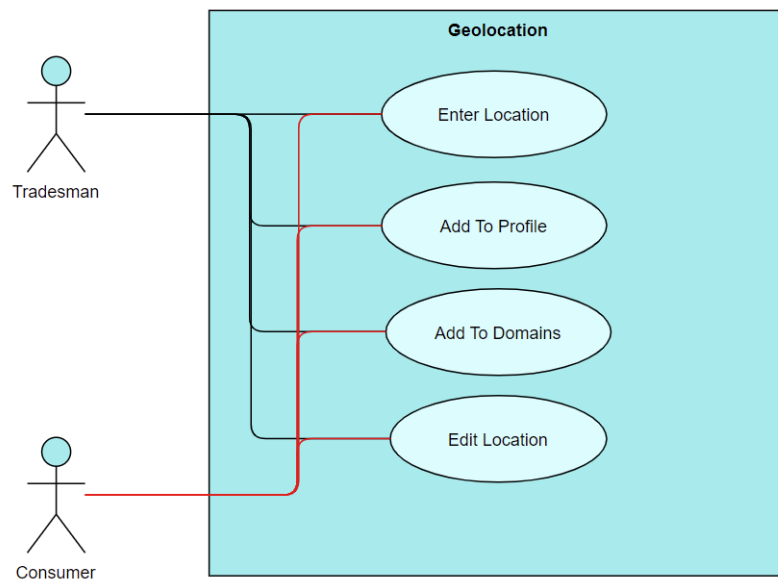 Geolocation
Enter Location
Tradesman
Add To Profile
Add To Domains
Edit Location
Consumer